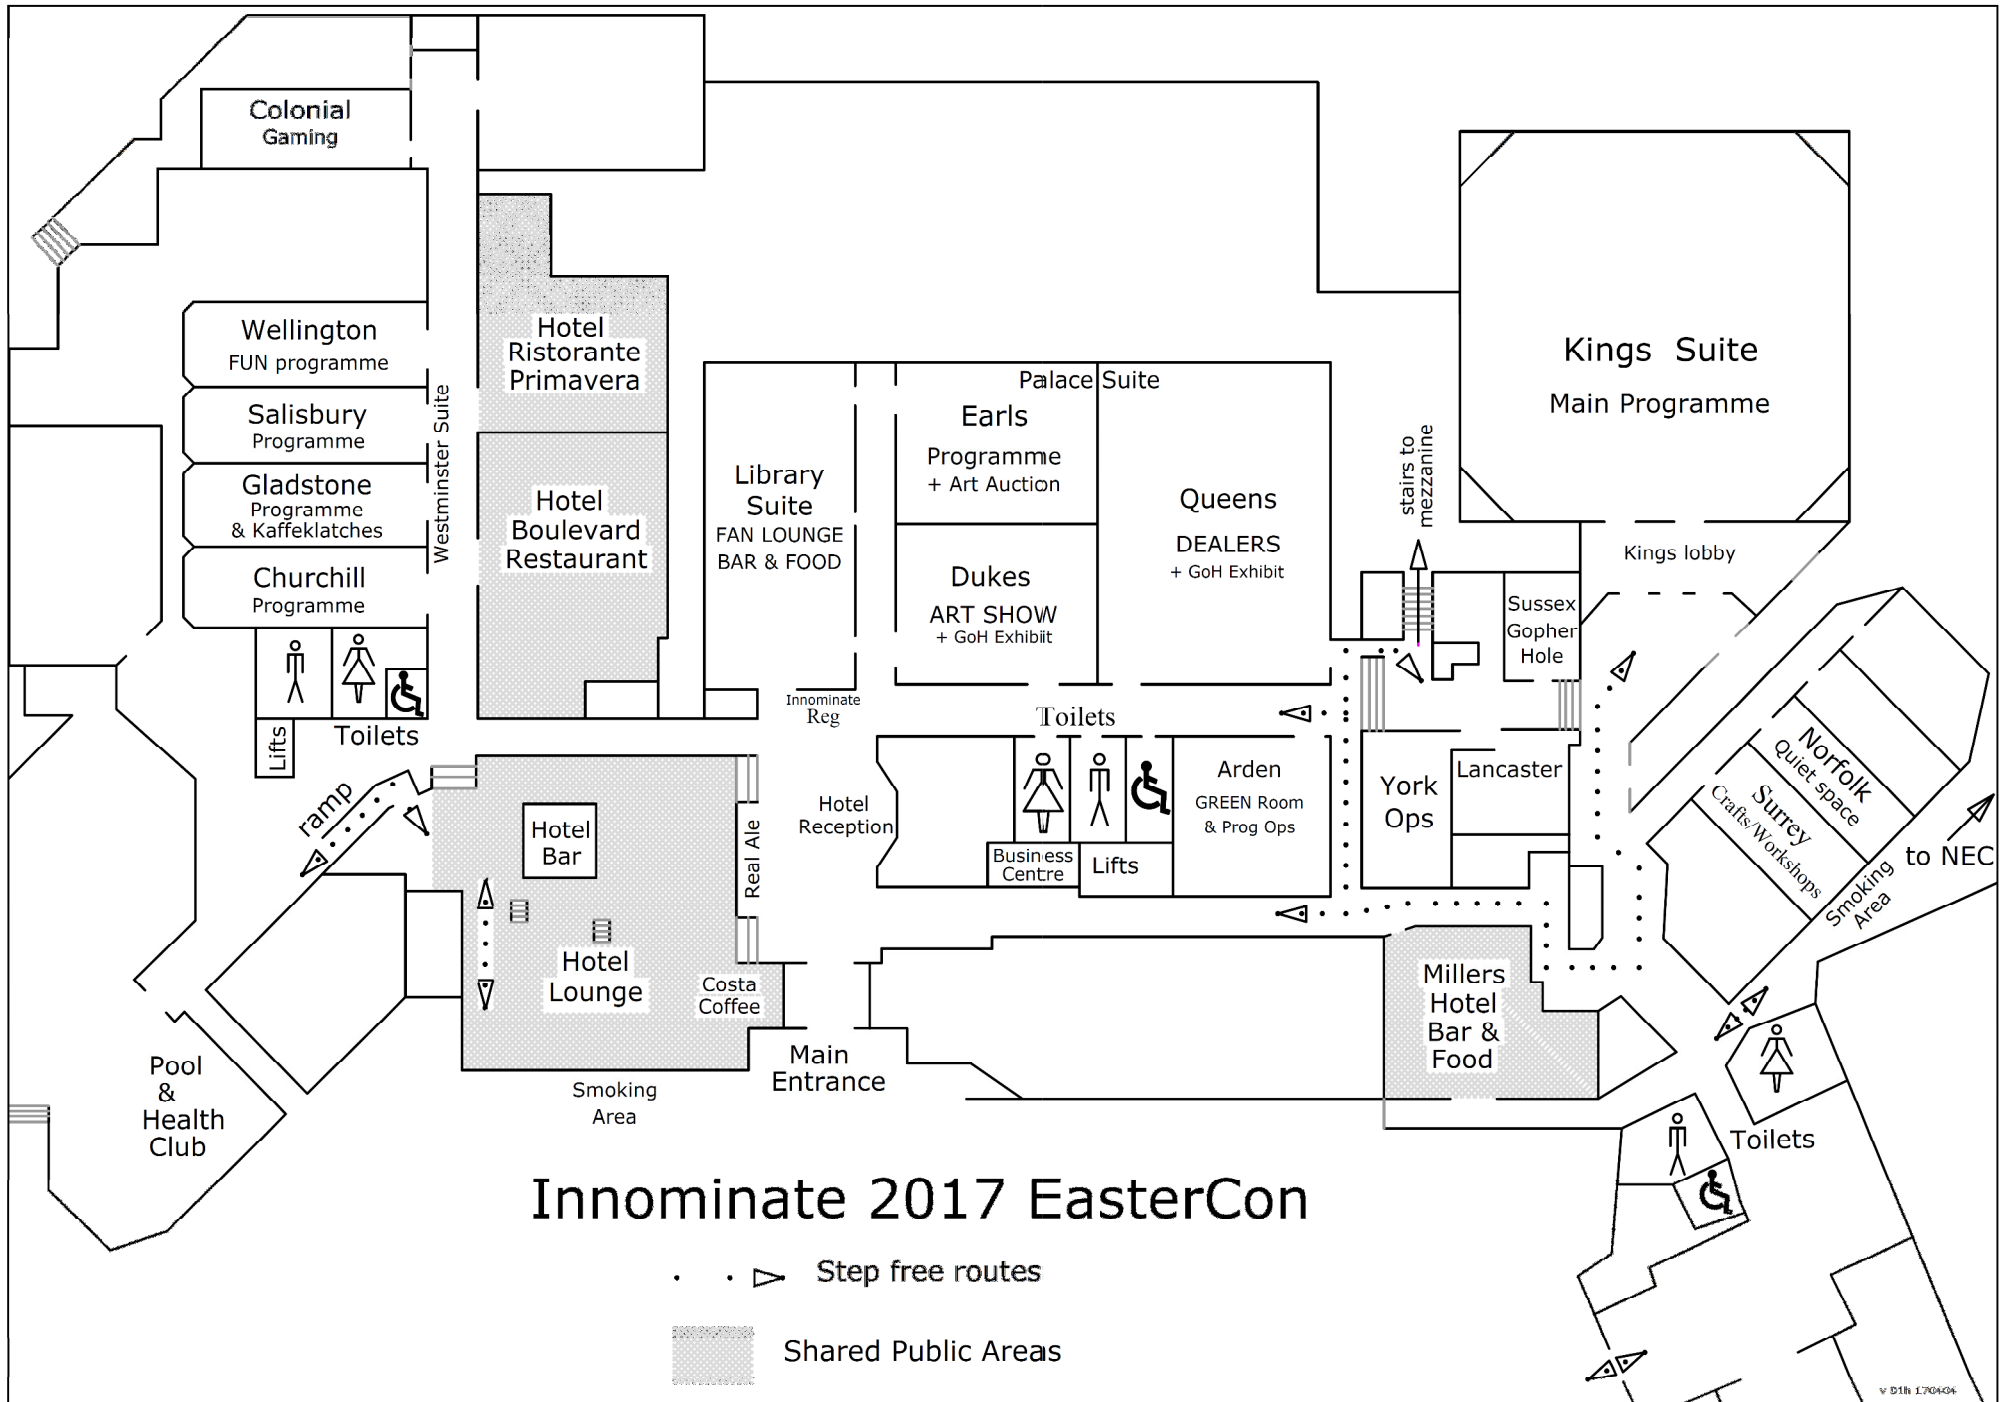 Colonial
Gaming
Wellington
FUN programme
Salisbury
Programme
Gladstone
Programme
& Kaffeklatches
Churchill
Programme
Westminster Suite
Hotel
Ristorante
Primavera
Hotel
Boulevard
Restaurant
Library
Suite
FAN LOUNGE
BAR & FOOD
Palace Suite
Earls
Programme
+ Art Auction
Dukes
ART SHOW
+ GoH Exhibit
Queens
DEALERS
+ GoH Exhibit
Kings Suite
Main Programme
stairs to
mezzanine
Kings lobby
Sussex
Gopher
Hole
Innominate
Reg
Toilets
Lifts
Toilets
ramp
Hotel
Bar
Real Ale
Hotel
Reception
Business
Centre
Lifts
Arden
GREEN Room
& Prog Ops
York
Ops
Lancaster
Norfolk
Quiet space
Surrey
Crafts/Workshops
Smoking
Area
to NEC
Hotel
Lounge
Costa
Coffee
Millers
Hotel
Bar &
Food
Main
Entrance
Smoking
Area
Pool
&
Health
Club
Toilets
Innominate 2017 EasterCon
Step free routes
Shared Public Areas